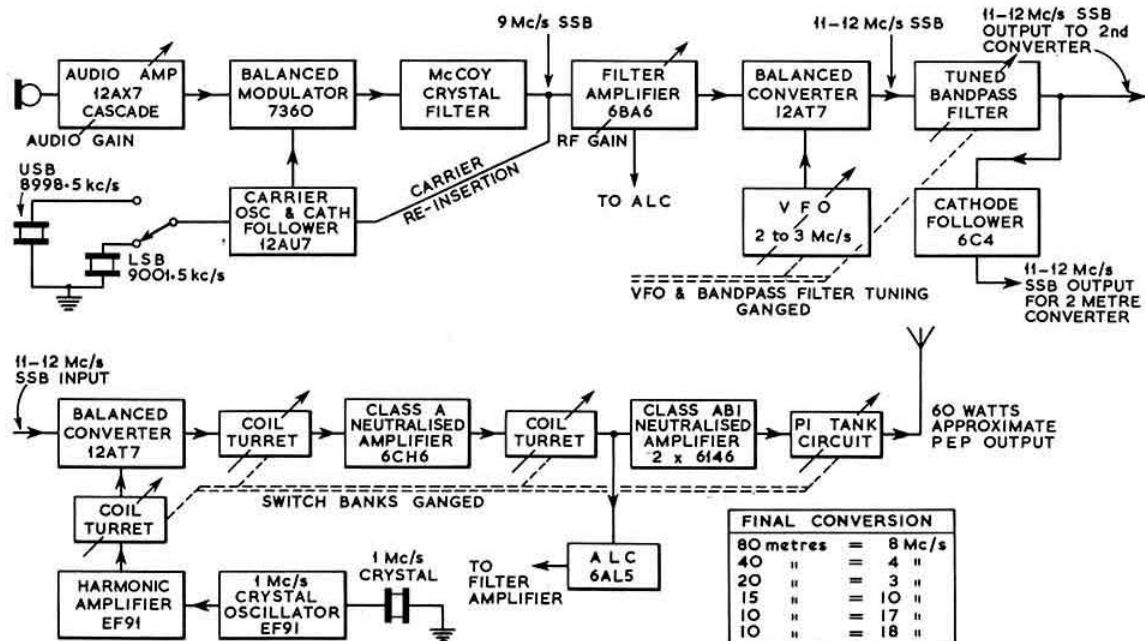 9 Mc/s SSB
11-12 Mc/s SSB
11-12 Mc/s SSB
OUTPUT TO 2nd
CONVERTER
AUDIO AMP
12AX7
CASCADE
AUDIO GAIN
BALANCED
MODULATOR
7360
McCOY
CRYSTAL
FILTER
FILTER
AMPLIFIER
6BA6
RF GAIN
BALANCED
CONVERTER
12AT7
TUNED
BANDPASS
FILTER
USB
8998·5 kc/s
LSB
9001·5 kc/s
CARRIER
OSC & CATH
FOLLOWER
12AU7
CARRIER
RE-INSERTION
TO ALC
VFO
2 to 3 Mc/s
CATHODE
FOLLOWER
6C4
VFO & BANDPASS FILTER TUNING
GANGED
11-12 Mc/s
SSB OUTPUT
FOR 2 METRE
CONVERTER
11-12 Mc/s
SSB INPUT
BALANCED
CONVERTER
12AT7
COIL
TURRET
CLASS A
NEUTRALISED
AMPLIFIER
6CH6
COIL
TURRET
CLASS AB1
NEUTRALISED
AMPLIFIER
2 x 6146
PI TANK
CIRCUIT
60 WATTS
APPROXIMATE
PEP OUTPUT
SWITCH BANKS GANGED
COIL
TURRET
HARMONIC
AMPLIFIER
EF91
1 Mc/s
CRYSTAL
OSCILLATOR
EF91
1 Mc/s
CRYSTAL
TO
FILTER
AMPLIFIER
ALC
6AL5
FINAL CONVERSION
80 metres = 8 Mc/s
40 " = 4 "
20 " = 3 "
15 " = 10 "
10 " = 17 "
10 " = 18 "